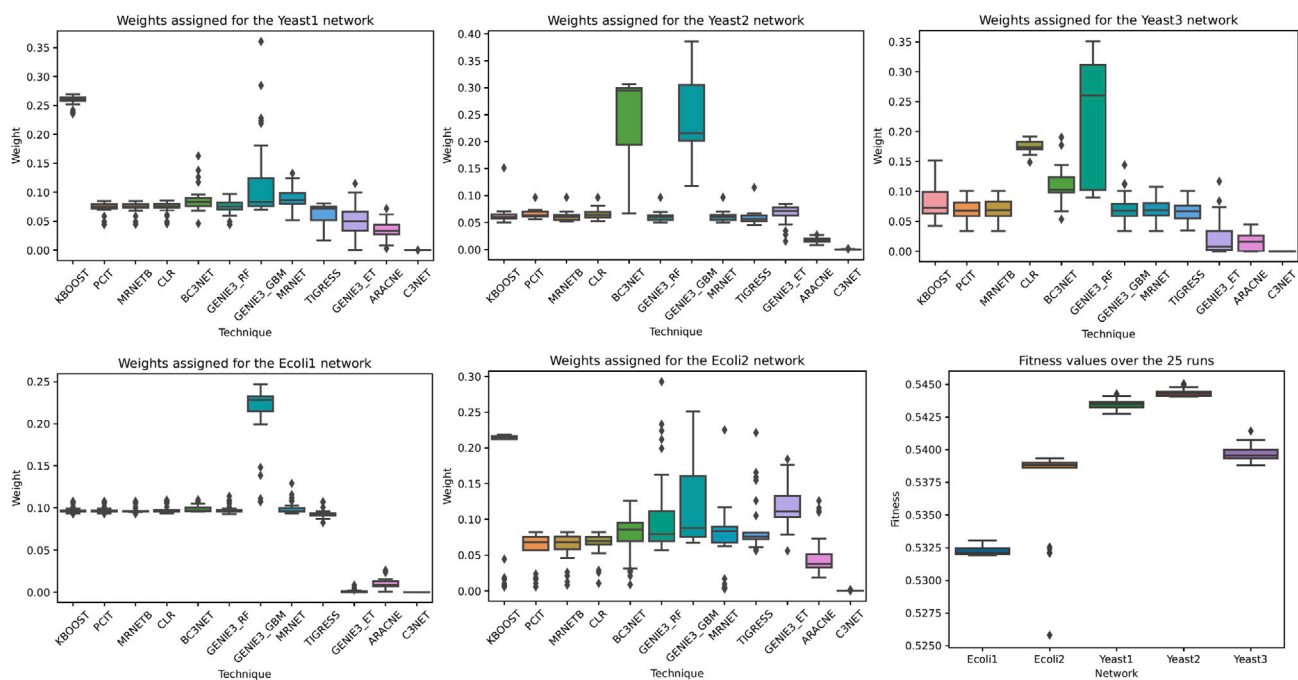 Weights assigned for the Yeast1 network
0.35
0.30
0.25
0.20
0.15
0.10
0.05
0.00
Weight
KBOOST
PCIT
MRNETB
CLR
BC3NET
GENIE3_RF
GENIE3_GBM
MRNET
TIGRESS
GENIE3_ET
ARACNE
C3NET
Technique
Weights assigned for the Yeast2 network
0.40
0.35
0.30
0.25
0.20
0.15
0.10
0.05
0.00
Weight
KBOOST
PCIT
MRNETB
CLR
BC3NET
GENIE3_RF
GENIE3_GBM
MRNET
TIGRESS
GENIE3_ET
ARACNE
C3NET
Technique
Weights assigned for the Yeast3 network
0.35
0.30
0.25
0.20
0.15
0.10
0.05
0.00
Weight
KBOOST
PCIT
MRNETB
CLR
BC3NET
GENIE3_RF
GENIE3_GBM
MRNET
TIGRESS
GENIE3_ET
ARACNE
C3NET
Technique
Weights assigned for the Ecoli1 network
0.25
0.20
0.15
0.10
0.05
0.00
Weight
KBOOST
PCIT
MRNETB
CLR
BC3NET
GENIE3_RF
GENIE3_GBM
MRNET
TIGRESS
GENIE3_ET
ARACNE
C3NET
Technique
Weights assigned for the Ecoli2 network
0.30
0.25
0.20
0.15
0.10
0.05
0.00
Weight
KBOOST
PCIT
MRNETB
CLR
BC3NET
GENIE3_RF
GENIE3_GBM
MRNET
TIGRESS
GENIE3_ET
ARACNE
C3NET
Technique
Fitness values over the 25 runs
0.5450
0.5425
0.5400
0.5375
0.5350
0.5325
0.5300
0.5275
0.5250
Fitness
Ecoli1
Ecoli2
Yeast1
Yeast2
Yeast3
Network